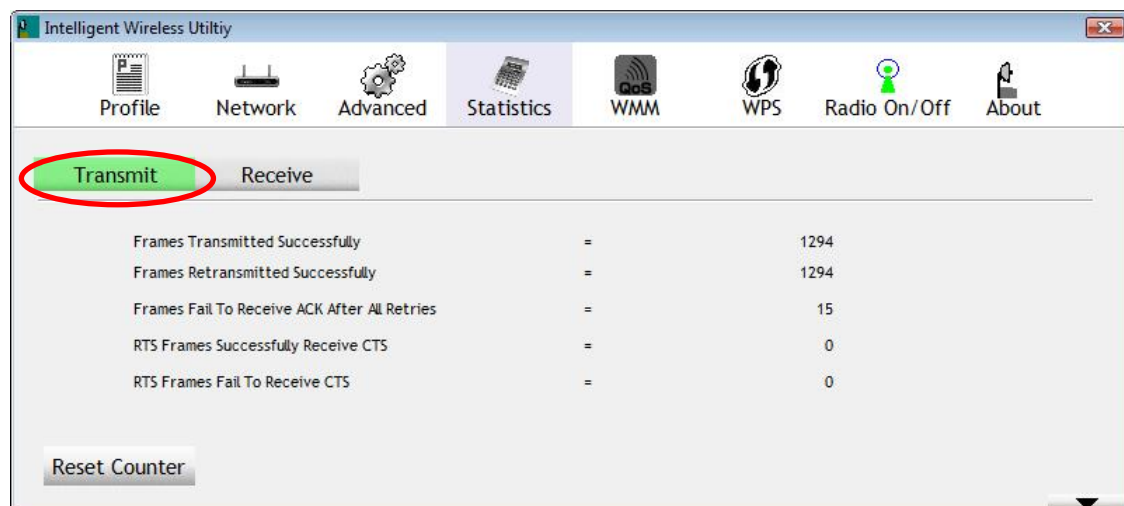 Intelligent Wireless Utiltiy
Profile Network Advanced Statistics QoS WMM WPS Radio On/Off About
Transmit Receive
Frames Transmitted Successfully = 1294
Frames Retransmitted Successfully = 1294
Frames Fail To Receive ACK After All Retries = 15
RTS Frames Successfully Receive CTS = 0
RTS Frames Fail To Receive CTS = 0
Reset Counter